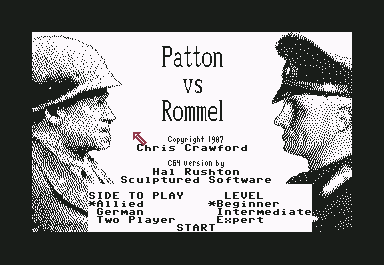 Patton
vs
Rommel
Copyright 1987
Chris Crawford
C64 version by
Hal Rushton
Sculptured Software
SIDE TO PLAY LEVEL
*Allied *Beginner
German Intermediate
Two Player Expert
START